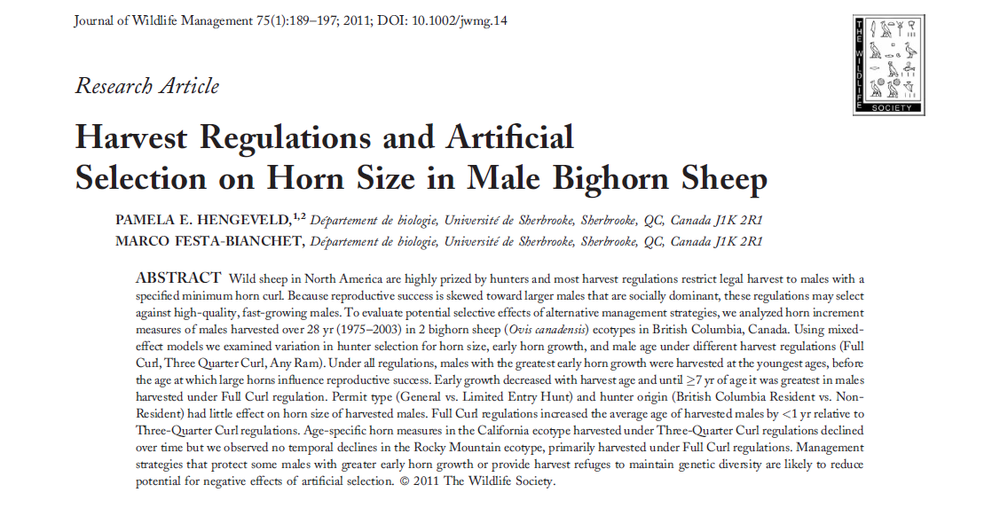 Journal of Wildlife Management 75(1):189–197; 2011; DOI: 10.1002/jwmg.14
THE WILDLIFE
SOCIETY
Research Article
Harvest Regulations and Artificial
Selection on Horn Size in Male Bighorn Sheep
PAMELA E. HENGEVELD,1,2 Département de biologie, Université de Sherbrooke, Sherbrooke, QC, Canada J1K 2R1
MARCO FESTA-BIANCHET, Département de biologie, Université de Sherbrooke, Sherbrooke, QC, Canada J1K 2R1
ABSTRACT Wild sheep in North America are highly prized by hunters and most harvest regulations restrict legal harvest to males with a
specified minimum horn curl. Because reproductive success is skewed toward larger males that are socially dominant, these regulations may select
against high-quality, fast-growing males. To evaluate potential selective effects of alternative management strategies, we analyzed horn increment
measures of males harvested over 28 yr (1975–2003) in 2 bighorn sheep (Ovis canadensis) ecotypes in British Columbia, Canada. Using mixed-
effect models we examined variation in hunter selection for horn size, early horn growth, and male age under different harvest regulations (Full
Curl, Three Quarter Curl, Any Ram). Under all regulations, males with the greatest early horn growth were harvested at the youngest ages, before
the age at which large horns influence reproductive success. Early growth decreased with harvest age and until ≥7 yr of age it was greatest in males
harvested under Full Curl regulation. Permit type (General vs. Limited Entry Hunt) and hunter origin (British Columbia Resident vs. Non-
Resident) had little effect on horn size of harvested males. Full Curl regulations increased the average age of harvested males by <1 yr relative to
Three-Quarter Curl regulations. Age-specific horn measures in the California ecotype harvested under Three-Quarter Curl regulations declined
over time but we observed no temporal declines in the Rocky Mountain ecotype, primarily harvested under Full Curl regulations. Management
strategies that protect some males with greater early horn growth or provide harvest refuges to maintain genetic diversity are likely to reduce
potential for negative effects of artificial selection. © 2011 The Wildlife Society.